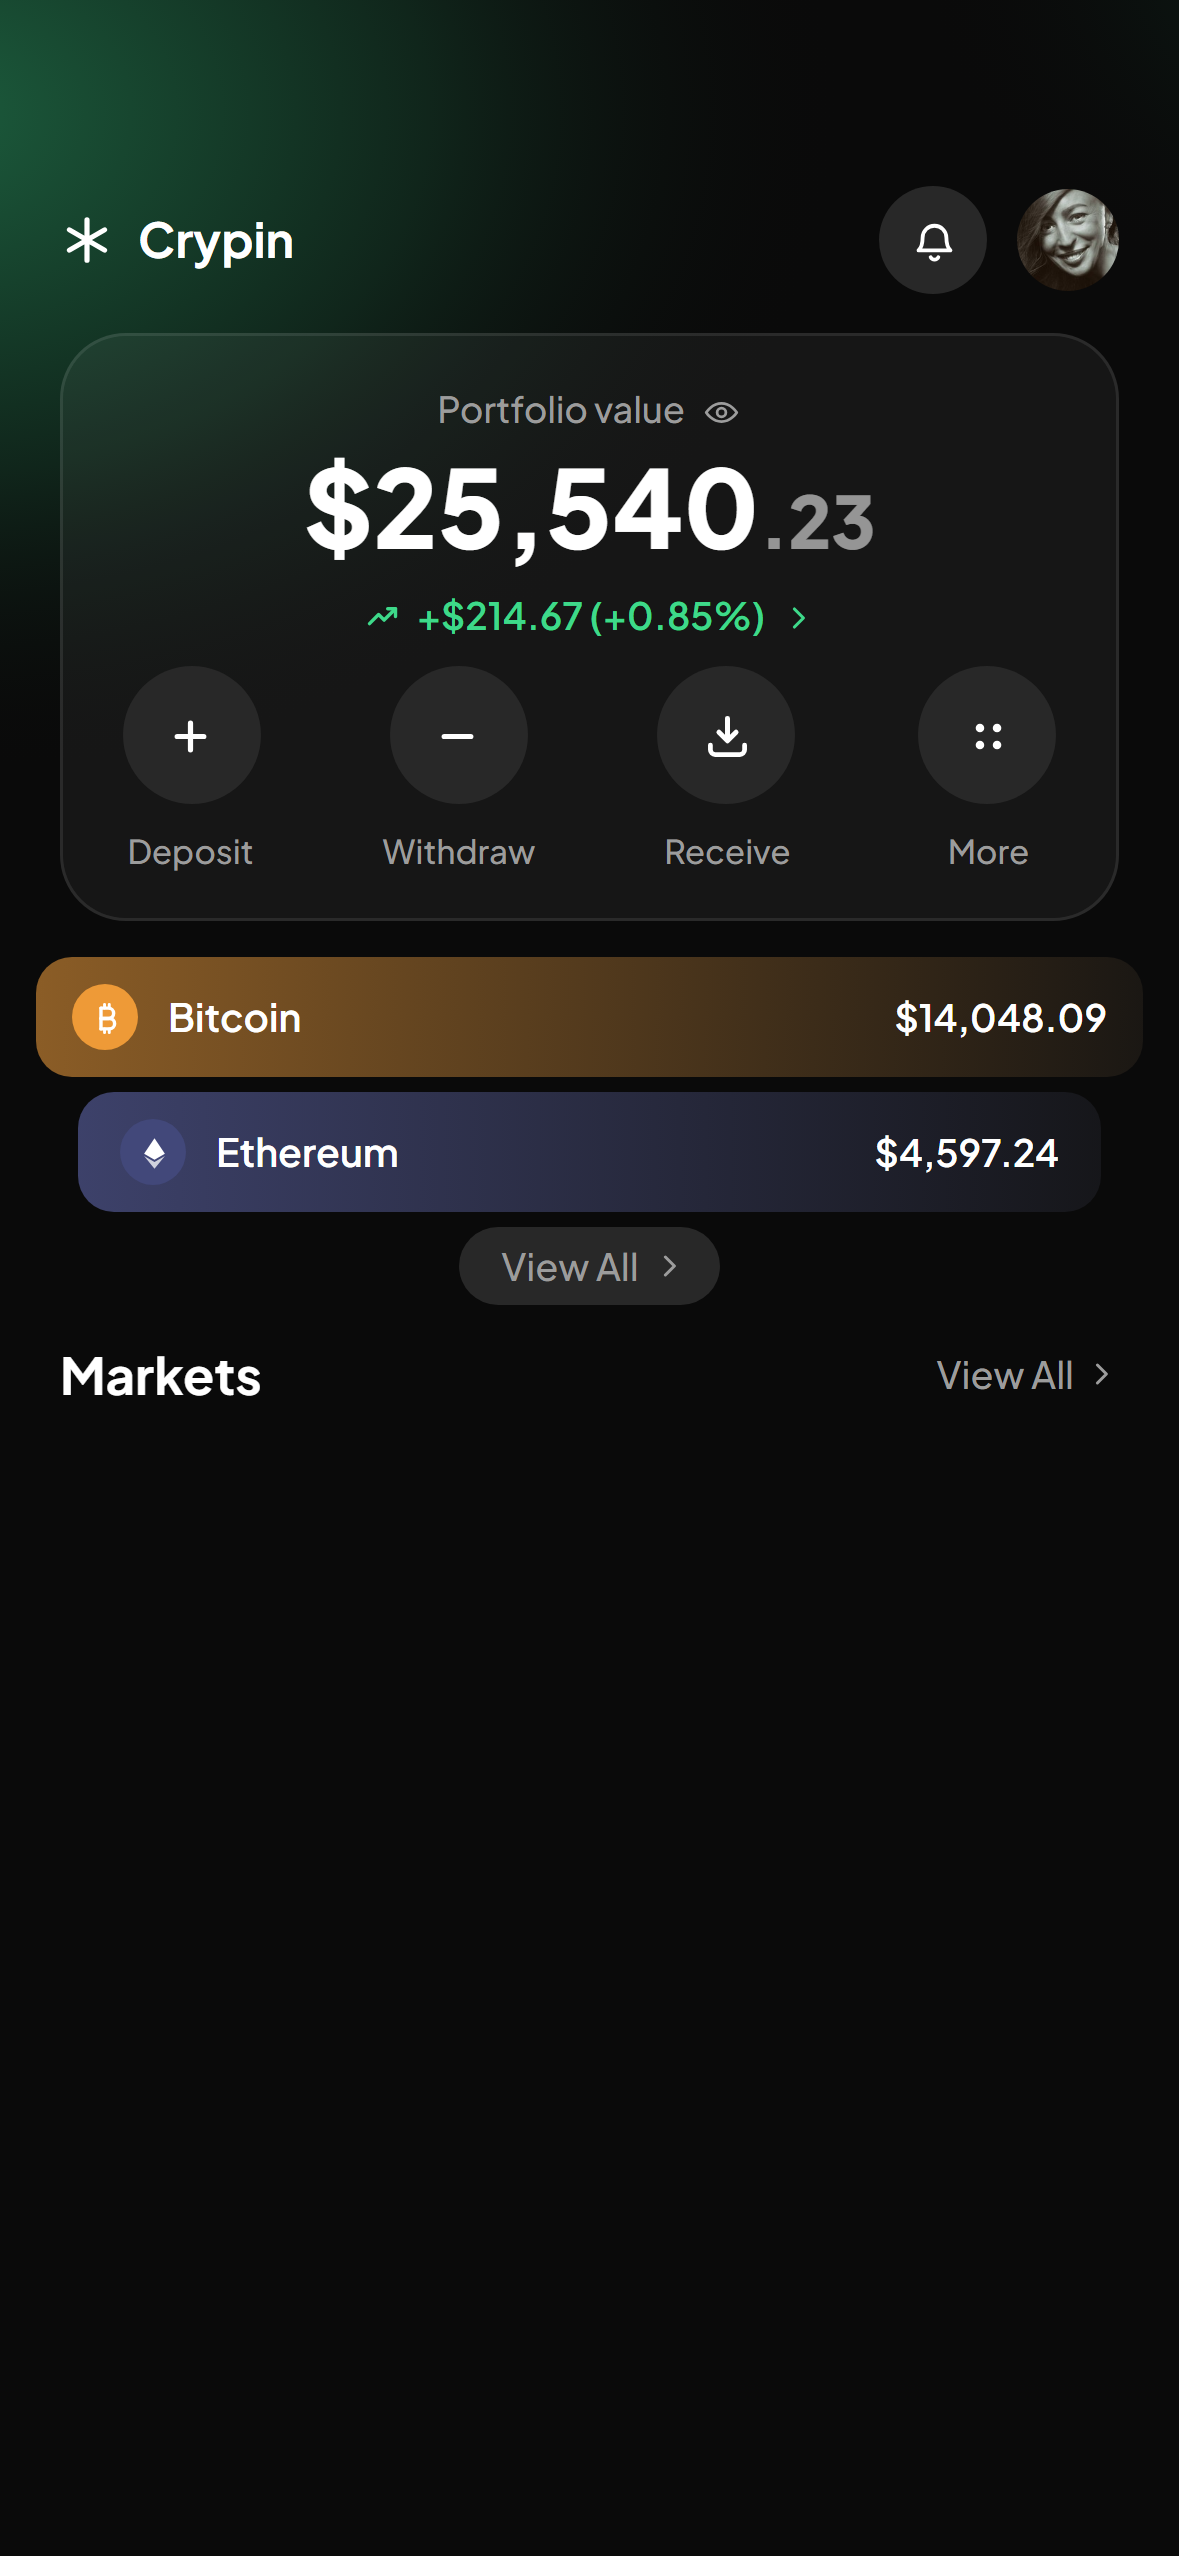 Crypin
Portfolio value
$25,540.23
+$214.67 (+0.85%)
Deposit Withdraw Receive More
Bitcoin $14,048.09
Ethereum $4,597.24
View All
Markets View All